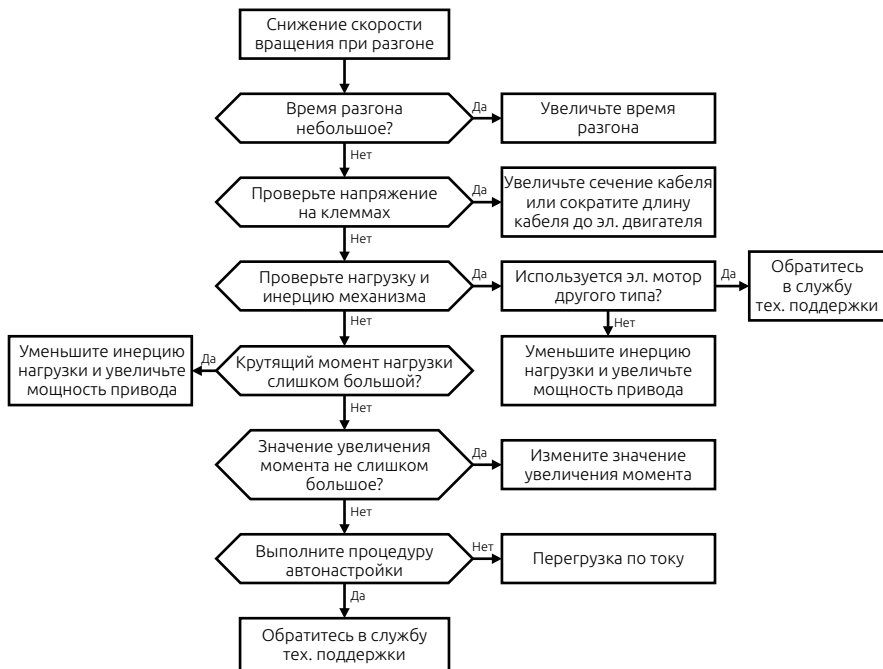 Снижение скорости
вращения при разгоне
Время разгона
небольшое?
Да
Увеличьте время
разгона
Нет
Проверьте напряжение
на клеммах
Да
Увеличьте сечение кабеля
или сократите длину
кабеля до эл. двигателя
Нет
Проверьте нагрузку и
инерцию механизма
Да
Используется эл. мотор
другого типа?
Да
Обратитесь
в службу
тех. поддержки
Нет
Нет
Уменьшите инерцию
нагрузки и увеличьте
мощность привода
Да
Крутящий момент нагрузки
слишком большой?
Уменьшите инерцию
нагрузки и увеличьте
мощность привода
Нет
Значение увеличения
момента не слишком
большое?
Да
Измените значение
увеличения момента
Нет
Выполните процедуру
автонастройки
Нет
Перегрузка по току
Да
Обратитесь в службу
тех. поддержки